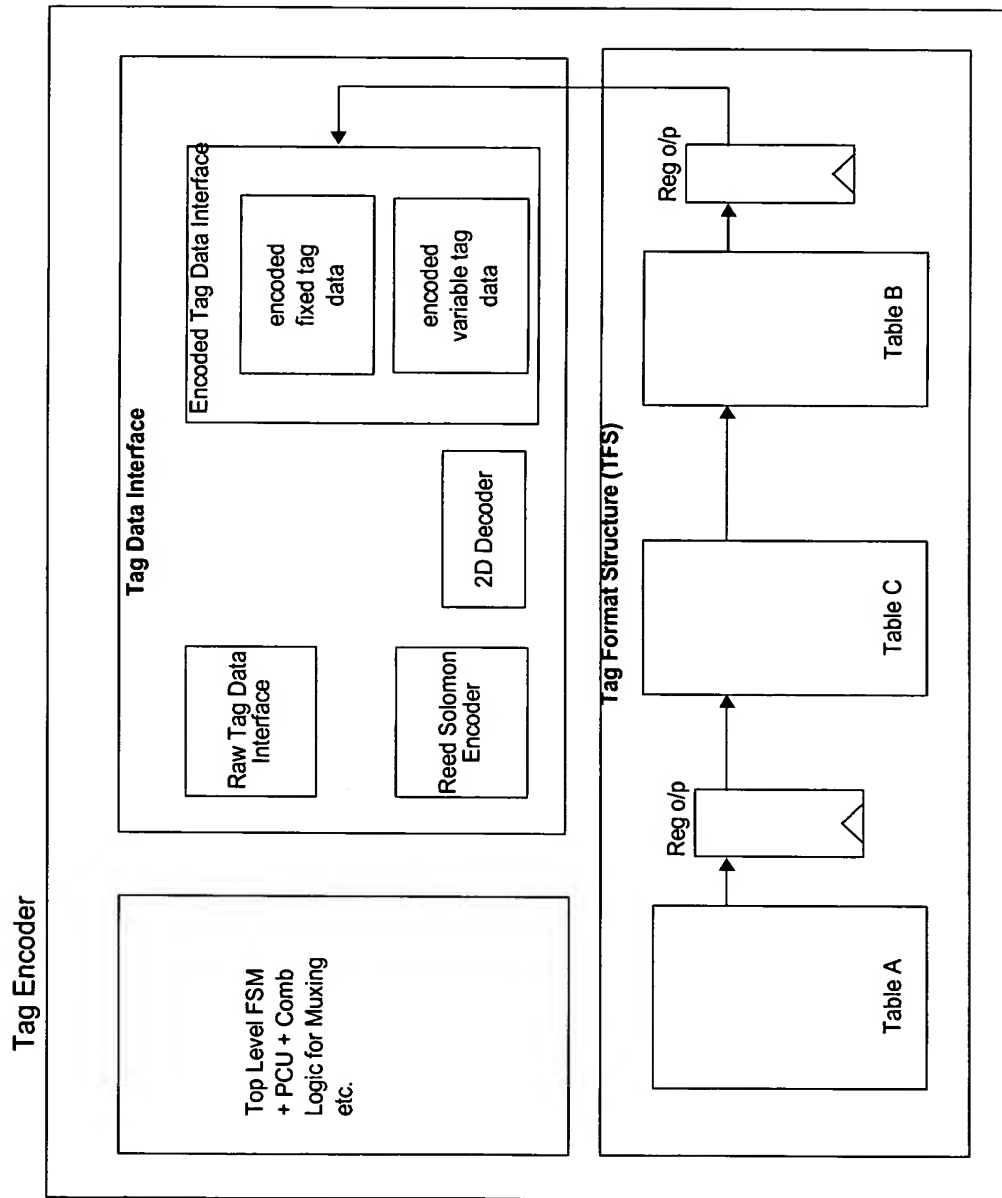 Tag Encoder
Top Level FSM
+ PCU + Comb
Logic for Muxing
etc.
Tag Data Interface
Raw Tag Data
Interface
Reed Solomon
Encoder
2D Decoder
Encoded Tag Data Interface
encoded
fixed tag
data
encoded
variable tag
data
Tag Format Structure (TFS)
Table A
Reg o/p
Table C
Table B
Reg o/p